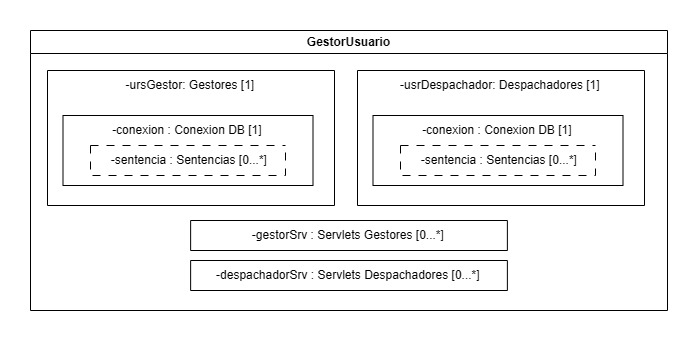 GestorUsuario
-ursGestor: Gestores [1]
-usrDespachador: Despachadores [1]
-conexion : Conexion DB [1]
-conexion : Conexion DB [1]
-sentencia : Sentencias [0...*]
-sentencia : Sentencias [0...*]
-gestorSrv : Servlets Gestores [0...*]
-despachadorSrv : Servlets Despachadores [0...*]